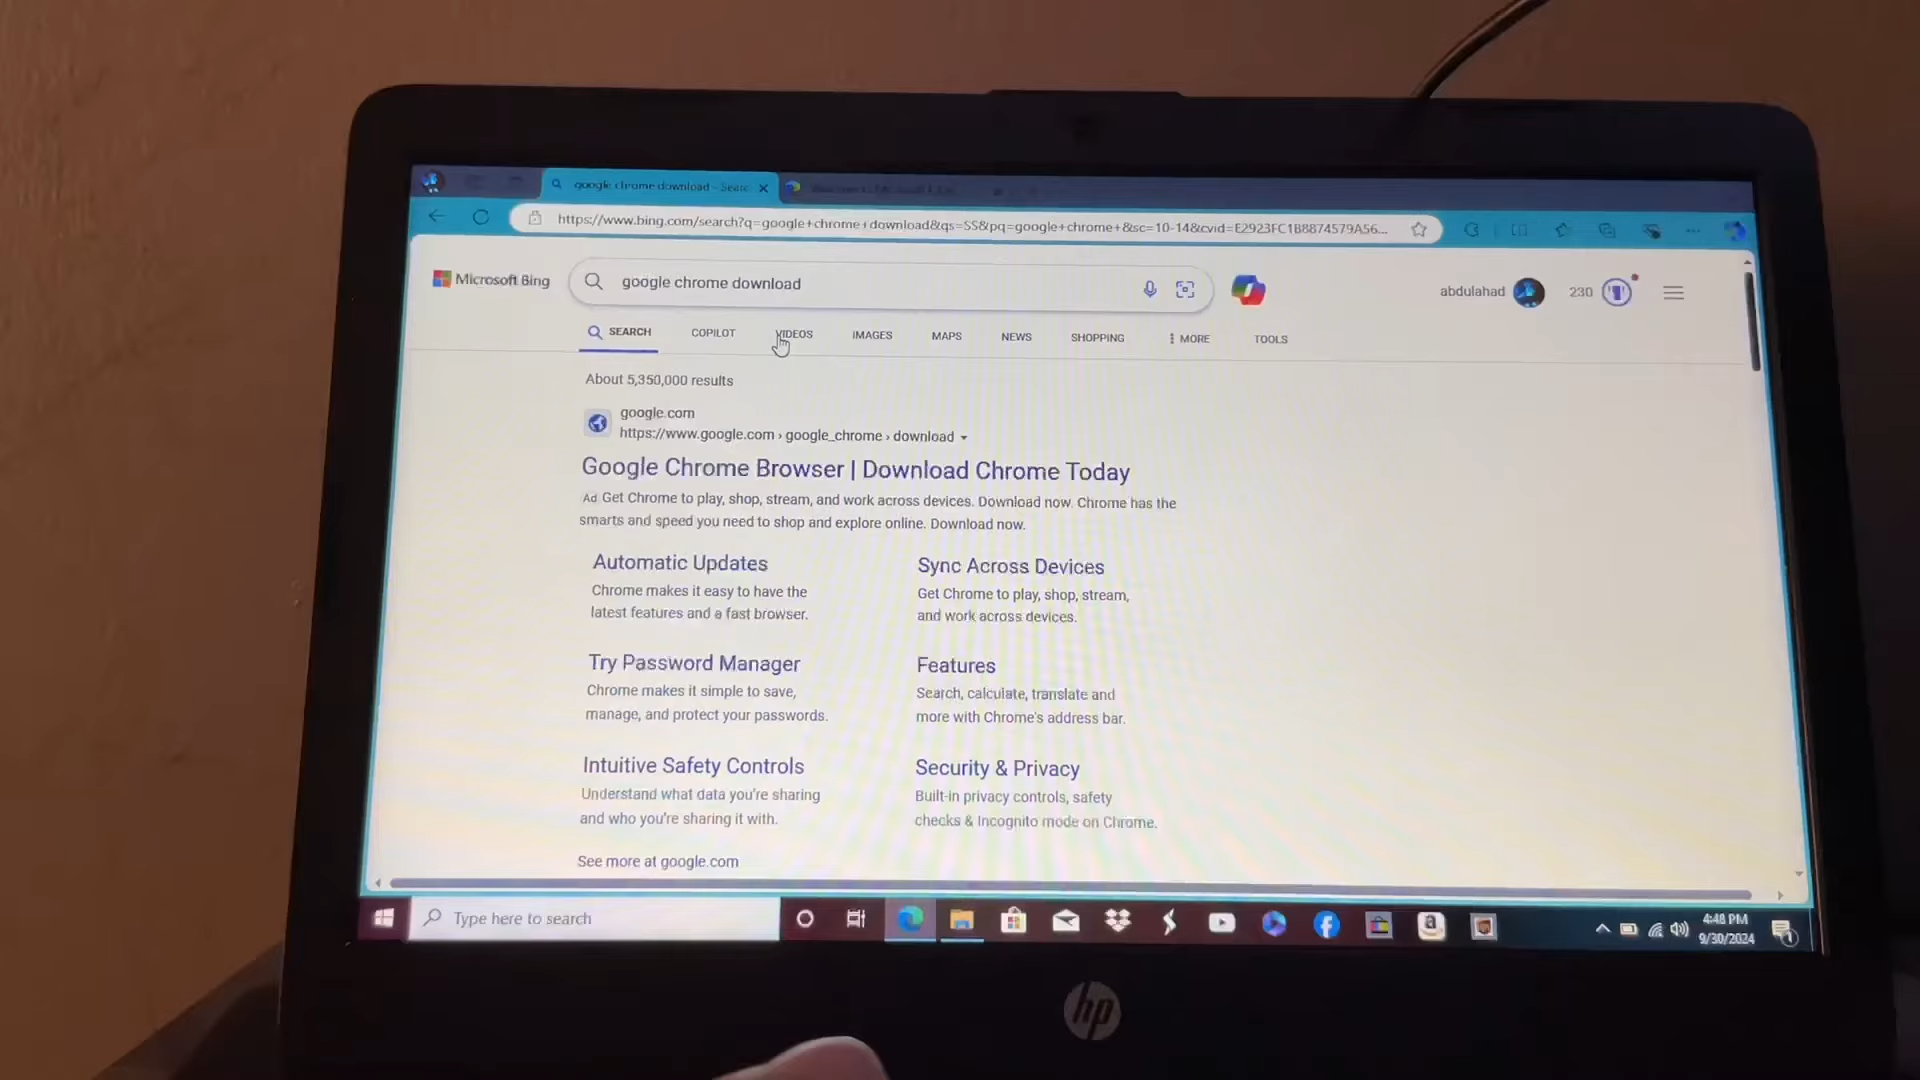 google chrome download - Searc
https://www.bing.com/search?q=google+chrome+download&qs=SS&pq=google+chrome+&sc=10-14&cvid=E2923FC1B8874579A56...
Microsoft Bing
google chrome download
abdulahad
230
SEARCH
COPILOT
VIDEOS
IMAGES
MAPS
NEWS
SHOPPING
MORE
TOOLS
About 5,350,000 results
google.com
https://www.google.com › google_chrome › download
Google Chrome Browser | Download Chrome Today
Ad Get Chrome to play, shop, stream, and work across devices. Download now. Chrome has the
smarts and speed you need to shop and explore online. Download now.
Automatic Updates
Chrome makes it easy to have the
latest features and a fast browser.
Sync Across Devices
Get Chrome to play, shop, stream,
and work across devices.
Try Password Manager
Chrome makes it simple to save,
manage, and protect your passwords.
Features
Search, calculate, translate and
more with Chrome's address bar.
Intuitive Safety Controls
Understand what data you're sharing
and who you're sharing it with.
Security & Privacy
Built-in privacy controls, safety
checks & Incognito mode on Chrome.
See more at google.com
Type here to search
4:48 PM
9/30/2024
1
hp